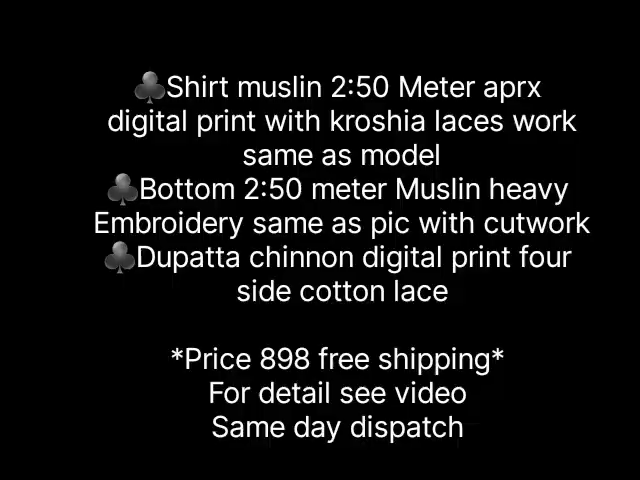 ♣️Shirt muslin 2:50 Meter aprx
digital print with kroshia laces work
same as model
♣️Bottom 2:50 meter Muslin heavy
Embroidery same as pic with cutwork
♣️Dupatta chinnon digital print four
side cotton lace
*Price 898 free shipping*
For detail see video
Same day dispatch